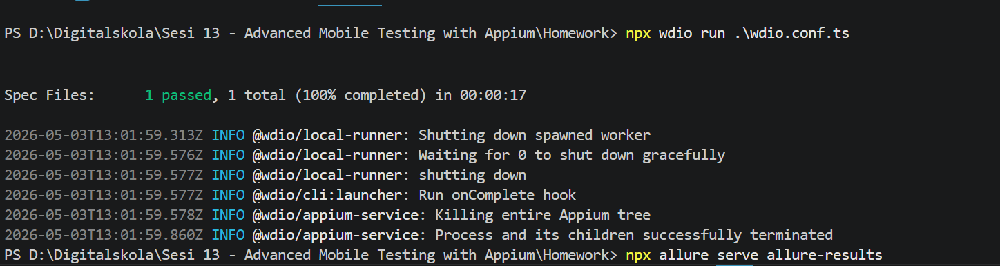 PS D:\Digitalskola\Sesi 13 - Advanced Mobile Testing with Appium\Homework> npx wdio run .\wdio.conf.ts
Spec Files:      1 passed, 1 total (100% completed) in 00:00:17
2026-05-03T13:01:59.313Z INFO @wdio/local-runner: Shutting down spawned worker
2026-05-03T13:01:59.576Z INFO @wdio/local-runner: Waiting for 0 to shut down gracefully
2026-05-03T13:01:59.577Z INFO @wdio/local-runner: shutting down
2026-05-03T13:01:59.577Z INFO @wdio/cli:launcher: Run onComplete hook
2026-05-03T13:01:59.578Z INFO @wdio/appium-service: Killing entire Appium tree
2026-05-03T13:01:59.860Z INFO @wdio/appium-service: Process and its children successfully terminated
PS D:\Digitalskola\Sesi 13 - Advanced Mobile Testing with Appium\Homework> npx allure serve allure-results